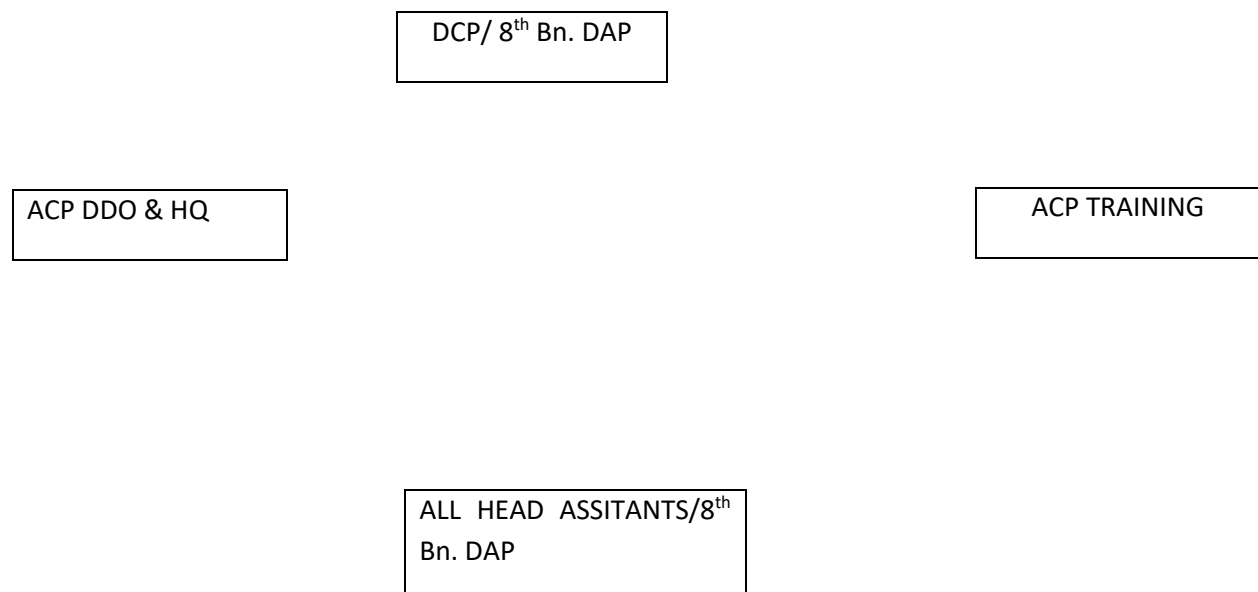 DCP/ 8th Bn. DAP
ACP DDO & HQ
ACP TRAINING
ALL HEAD ASSITANTS/8th
Bn. DAP